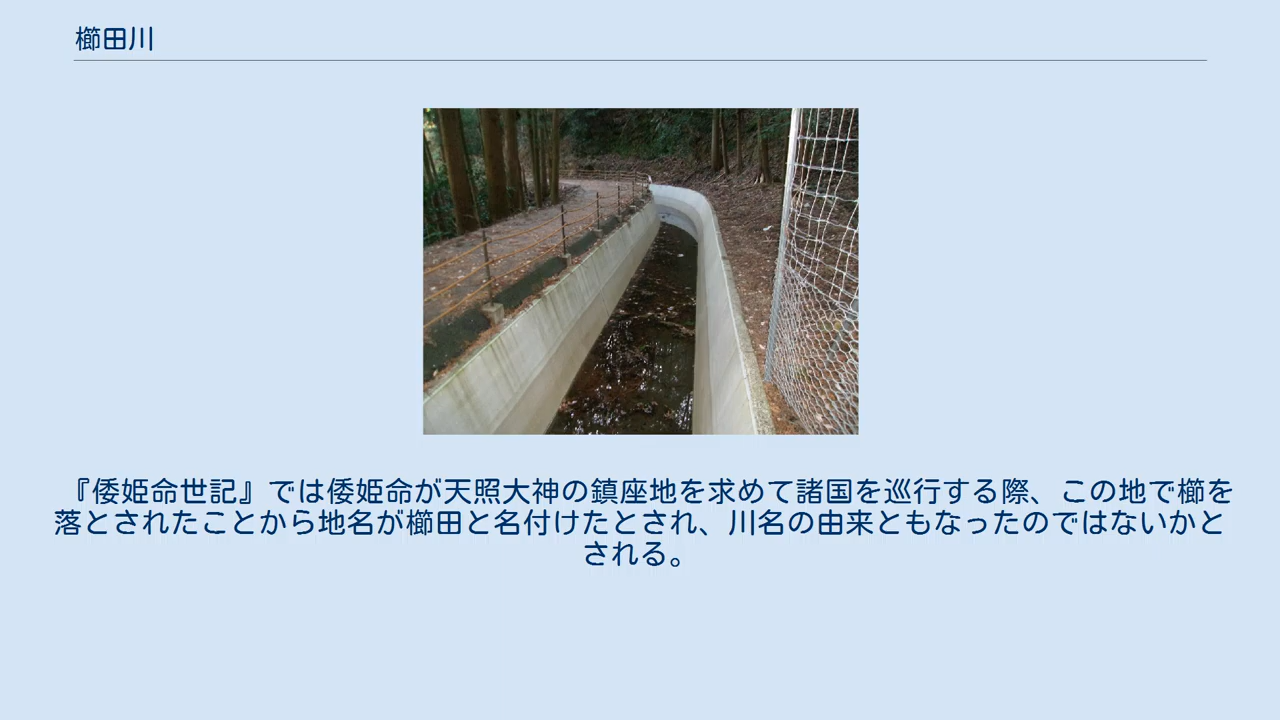 櫛田川
『倭姫命世記』では倭姫命が天照大神の鎮座地を求めて諸国を巡行する際、この地で櫛を
落とされたことから地名が櫛田と名付けたとされ、川名の由来ともなったのではないかと
される。